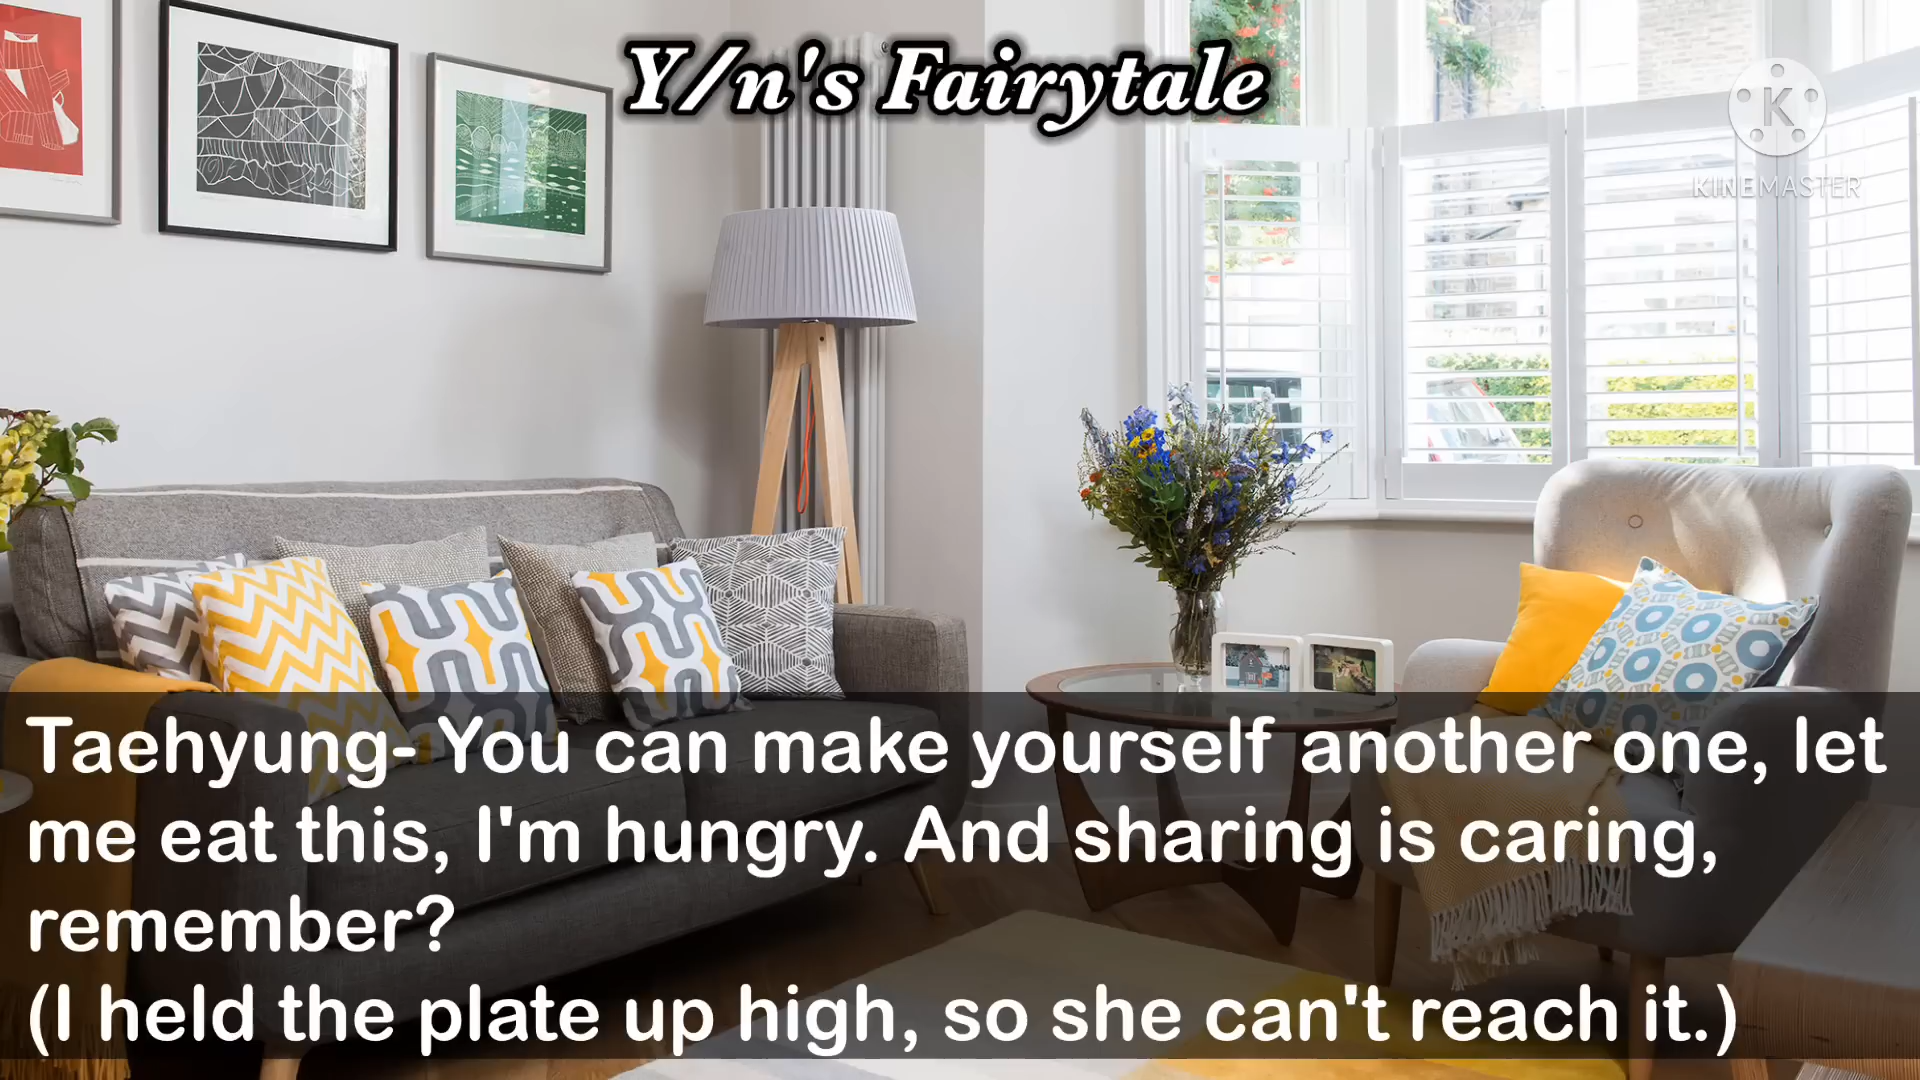 Y/n's Fairytale
KINEMASTER
Taehyung- You can make yourself another one, let
me eat this, I'm hungry. And sharing is caring,
remember?
(I held the plate up high, so she can't reach it.)